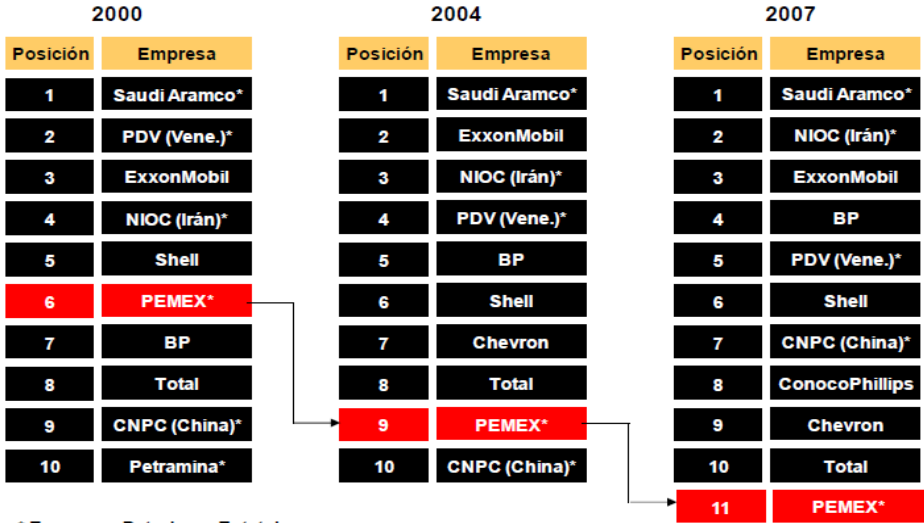 2000
Posición Empresa
1 Saudi Aramco*
2 PDV (Vene.)*
3 ExxonMobil
4 NIOC (Irán)*
5 Shell
6 PEMEX*
7 BP
8 Total
9 CNPC (China)*
10 Petramina*
2004
Posición Empresa
1 Saudi Aramco*
2 ExxonMobil
3 NIOC (Irán)*
4 PDV (Vene.)*
5 BP
6 Shell
7 Chevron
8 Total
9 PEMEX*
10 CNPC (China)*
2007
Posición Empresa
1 Saudi Aramco*
2 NIOC (Irán)*
3 ExxonMobil
4 BP
5 PDV (Vene.)*
6 Shell
7 CNPC (China)*
8 ConocoPhillips
9 Chevron
10 Total
11 PEMEX*